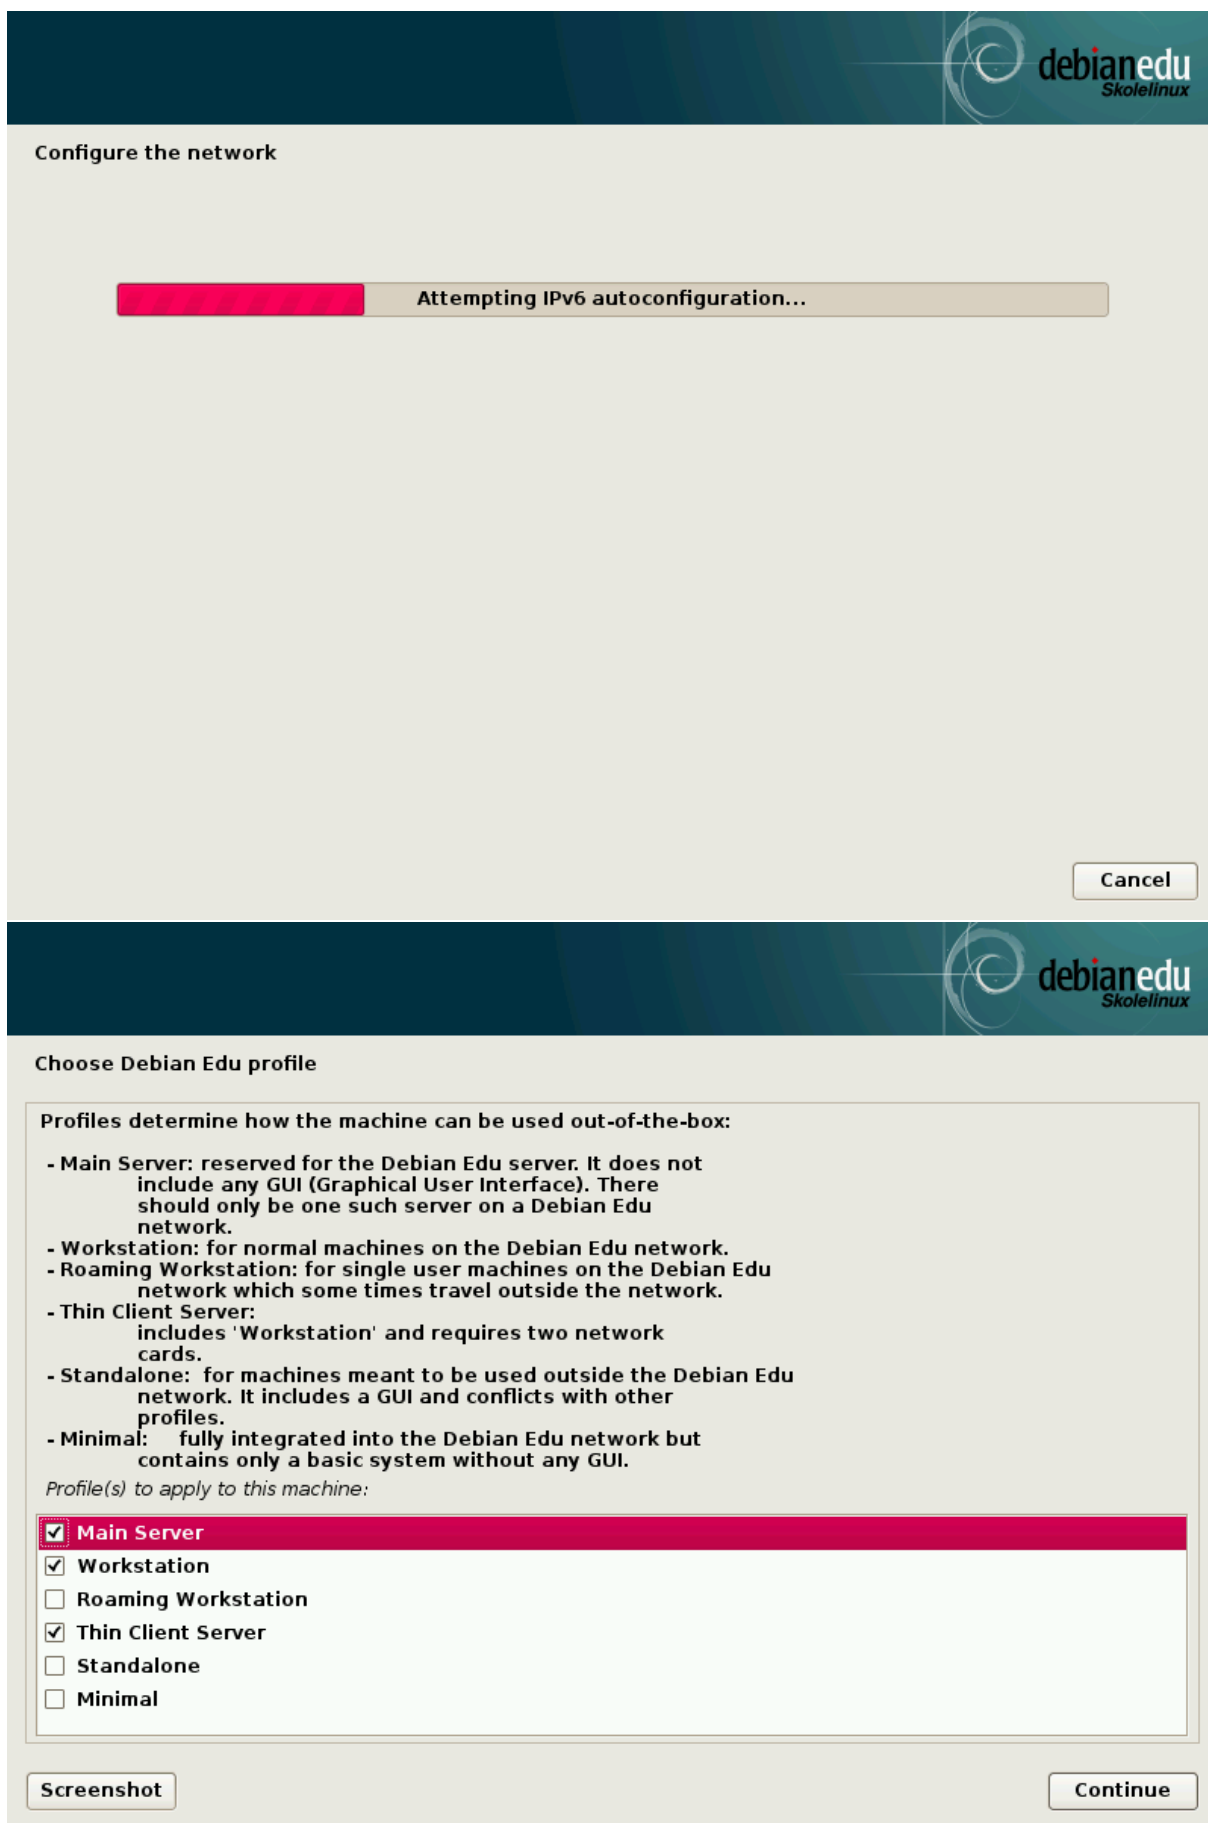 debianedu
Skolelinux
Configure the network
Attempting IPv6 autoconfiguration...
Cancel
debianedu
Skolelinux
Choose Debian Edu profile
Profiles determine how the machine can be used out-of-the-box:
- Main Server: reserved for the Debian Edu server. It does not
include any GUI (Graphical User Interface). There
should only be one such server on a Debian Edu
network.
- Workstation: for normal machines on the Debian Edu network.
- Roaming Workstation: for single user machines on the Debian Edu
network which some times travel outside the network.
- Thin Client Server:
includes 'Workstation' and requires two network
cards.
- Standalone: for machines meant to be used outside the Debian Edu
network. It includes a GUI and conflicts with other
profiles.
- Minimal: fully integrated into the Debian Edu network but
contains only a basic system without any GUI.
Profile(s) to apply to this machine:
Main Server
Workstation
Roaming Workstation
Thin Client Server
Standalone
Minimal
Screenshot
Continue